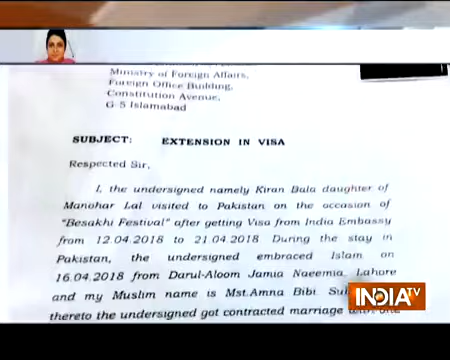 Ministry of Foreign Affairs,
Foreign Office Building,
Constitution Avenue,
G-5 Islamabad
SUBJECT: EXTENSION IN VISA
Respected Sir,
I, the undersigned namely Kiran Bala daughter of
Manohar Lal visited to Pakistan on the occasion of
"Besakhi Festival" after getting Visa from India Embassy
from 12.04.2018 to 21.04.2018 During the stay in
Pakistan, the undersigned embraced Islam on
16.04.2018 from Darul-Aloom Jamia Naeemia, Lahore
and my Muslim name is Mst.Amna Bibi.
thereto the undersigned got contracted marriage with one
INDIA TV